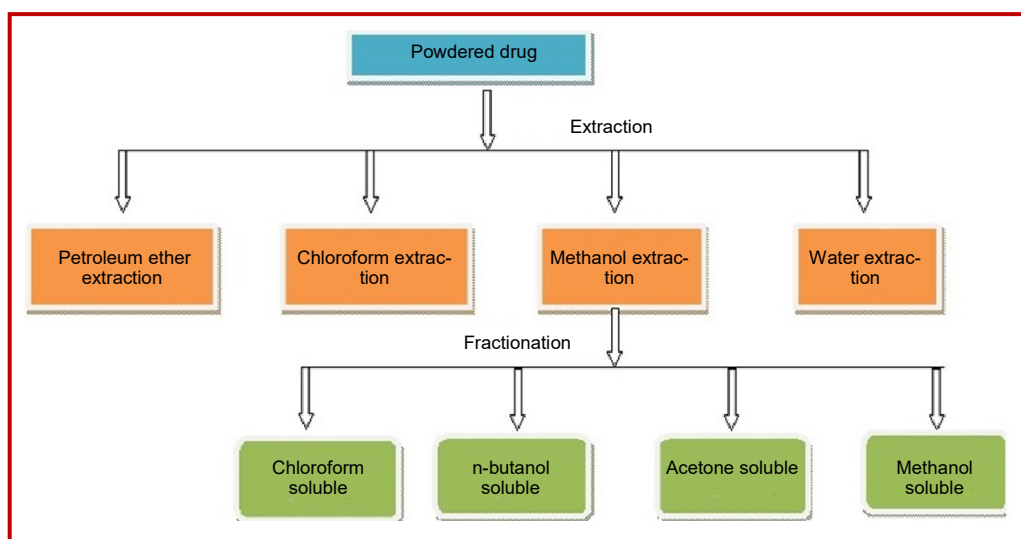 Powdered drug
Extraction
Petroleum ether
extraction
Chloroform extrac-
tion
Methanol extrac-
tion
Water extrac-
tion
Fractionation
Chloroform
soluble
n-butanol
soluble
Acetone soluble
Methanol
soluble